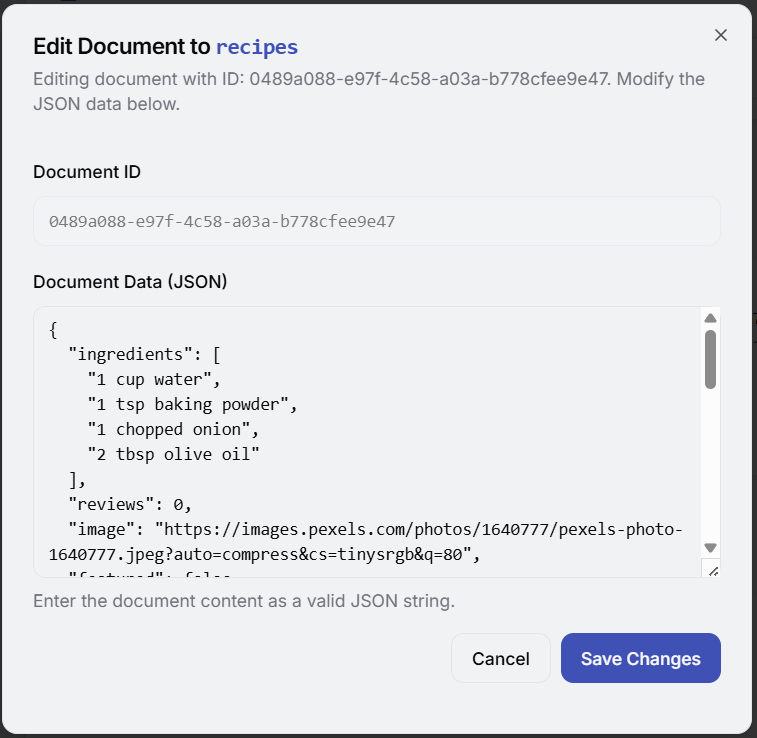 Edit Document to recipes
Editing document with ID: 0489a088-e97f-4c58-a03a-b778cfee9e47. Modify the
JSON data below.
Document ID
0489a088-e97f-4c58-a03a-b778cfee9e47
Document Data (JSON)
{
"ingredients": [
"1 cup water",
"1 tsp baking powder",
"1 chopped onion",
"2 tbsp olive oil"
],
"reviews": 0,
"image": "https://images.pexels.com/photos/1640777/pexels-photo-
1640777.jpeg?auto=compress&cs=tinysrgb&q=80",
"featured": false
Enter the document content as a valid JSON string.
Cancel
Save Changes